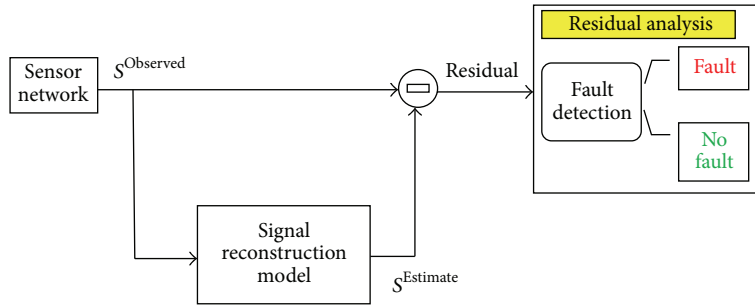 Sensor
network
S^Observed
Residual
Residual analysis
Fault
detection
Fault
No
fault
Signal
reconstruction
model
S^Estimate